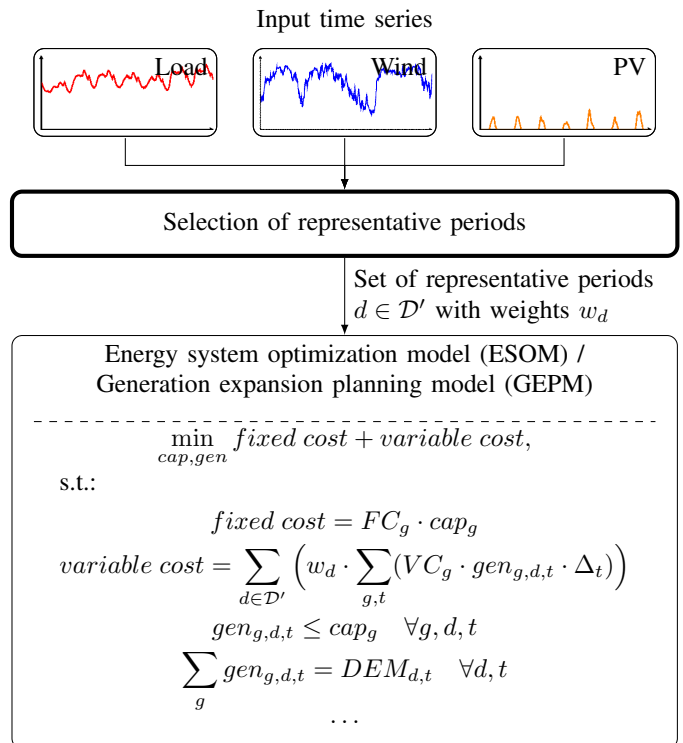 Input time series
Load
Wind
PV
Selection of representative periods
Set of representative periods
d ∈ 𝒟′ with weights w_d
Energy system optimization model (ESOM) /
Generation expansion planning model (GEPM)
min_{cap,gen} fixed cost + variable cost,
s.t.:
fixed cost = FC_g · cap_g
variable cost = ∑_{d∈𝒟′} (w_d · ∑_{g,t} (VC_g · gen_{g,d,t} · Δ_t))
gen_{g,d,t} ≤ cap_g ∀g, d, t
∑_g gen_{g,d,t} = DEM_{d,t} ∀d, t
...